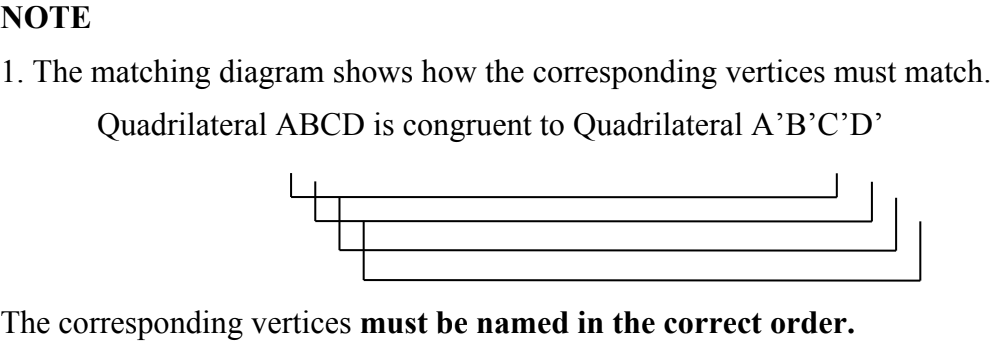 NOTE
1. The matching diagram shows how the corresponding vertices must match.
Quadrilateral ABCD is congruent to Quadrilateral A’B’C’D’
The corresponding vertices must be named in the correct order.